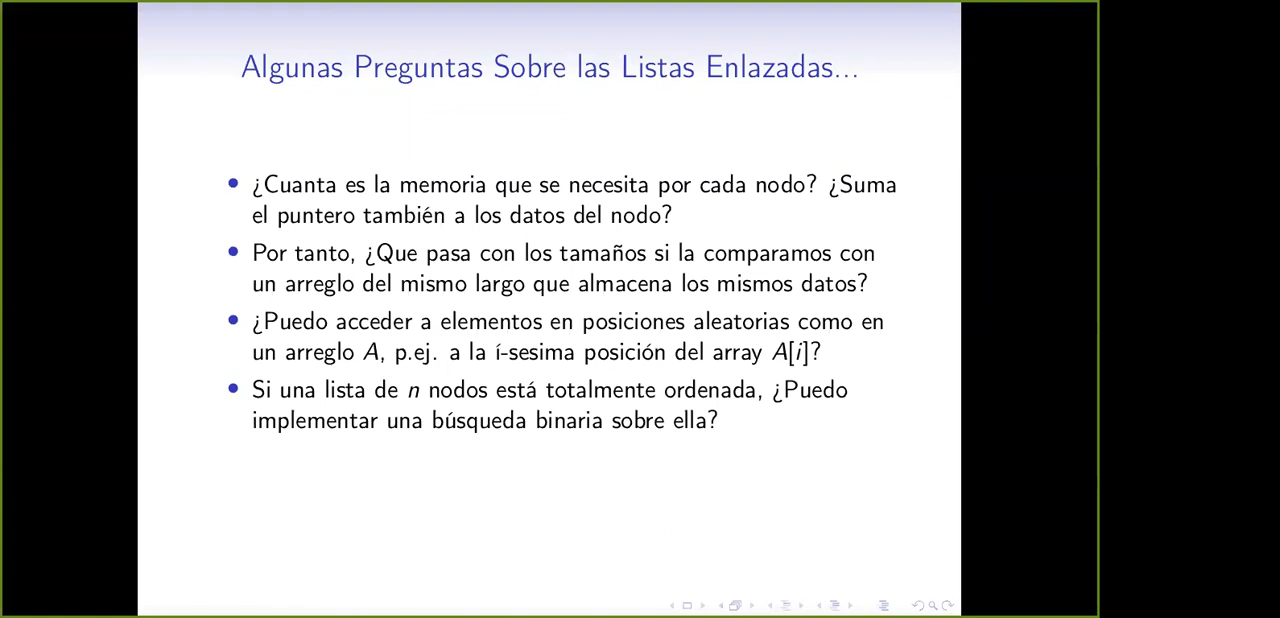 Algunas Preguntas Sobre las Listas Enlazadas...
• ¿Cuanta es la memoria que se necesita por cada nodo? ¿Suma
el puntero también a los datos del nodo?
• Por tanto, ¿Que pasa con los tamaños si la comparamos con
un arreglo del mismo largo que almacena los mismos datos?
• ¿Puedo acceder a elementos en posiciones aleatorias como en
un arreglo A, p.ej. a la í-sesima posición del array A[i]?
• Si una lista de n nodos está totalmente ordenada, ¿Puedo
implementar una búsqueda binaria sobre ella?